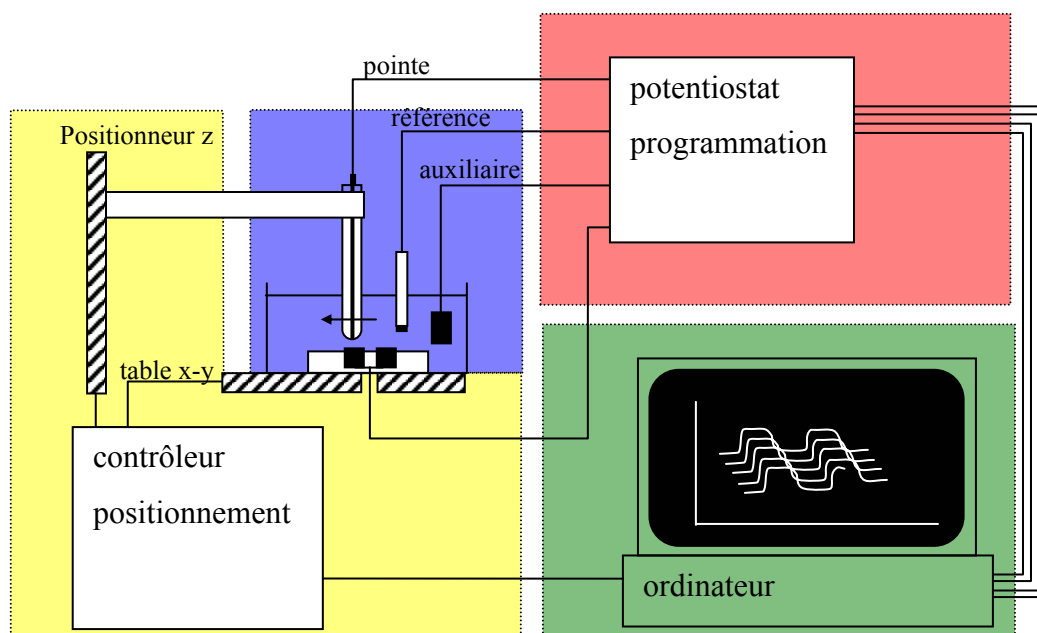 pointe
potentiostat
programmation
Positionneur z
référence
auxiliaire
table x-y
contrôleur
positionnement
ordinateur